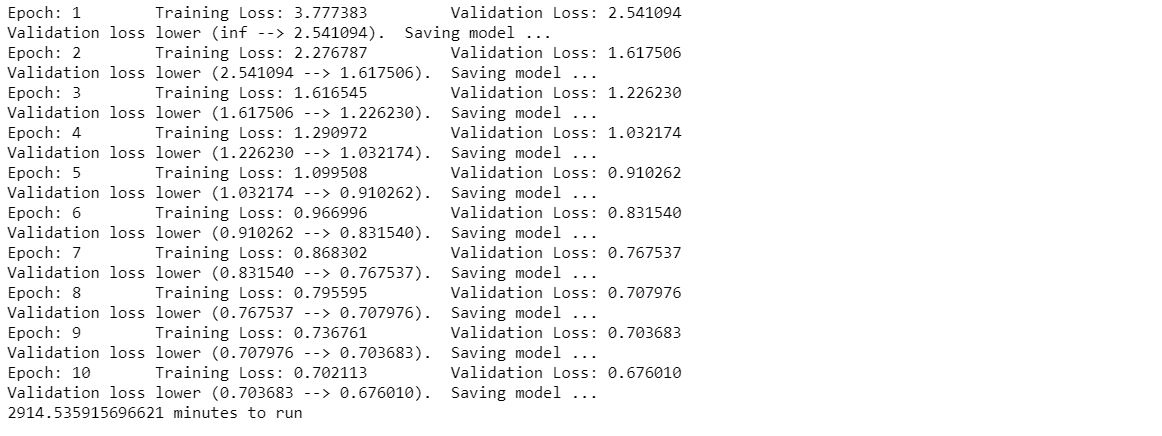 Epoch: 1 Training Loss: 3.777383 Validation Loss: 2.541094
Validation loss lower (inf --> 2.541094). Saving model ...
Epoch: 2 Training Loss: 2.276787 Validation Loss: 1.617506
Validation loss lower (2.541094 --> 1.617506). Saving model ...
Epoch: 3 Training Loss: 1.616545 Validation Loss: 1.226230
Validation loss lower (1.617506 --> 1.226230). Saving model ...
Epoch: 4 Training Loss: 1.290972 Validation Loss: 1.032174
Validation loss lower (1.226230 --> 1.032174). Saving model ...
Epoch: 5 Training Loss: 1.099508 Validation Loss: 0.910262
Validation loss lower (1.032174 --> 0.910262). Saving model ...
Epoch: 6 Training Loss: 0.966996 Validation Loss: 0.831540
Validation loss lower (0.910262 --> 0.831540). Saving model ...
Epoch: 7 Training Loss: 0.868302 Validation Loss: 0.767537
Validation loss lower (0.831540 --> 0.767537). Saving model ...
Epoch: 8 Training Loss: 0.795595 Validation Loss: 0.707976
Validation loss lower (0.767537 --> 0.707976). Saving model ...
Epoch: 9 Training Loss: 0.736761 Validation Loss: 0.703683
Validation loss lower (0.707976 --> 0.703683). Saving model ...
Epoch: 10 Training Loss: 0.702113 Validation Loss: 0.676010
Validation loss lower (0.703683 --> 0.676010). Saving model ...
2914.535915696621 minutes to run